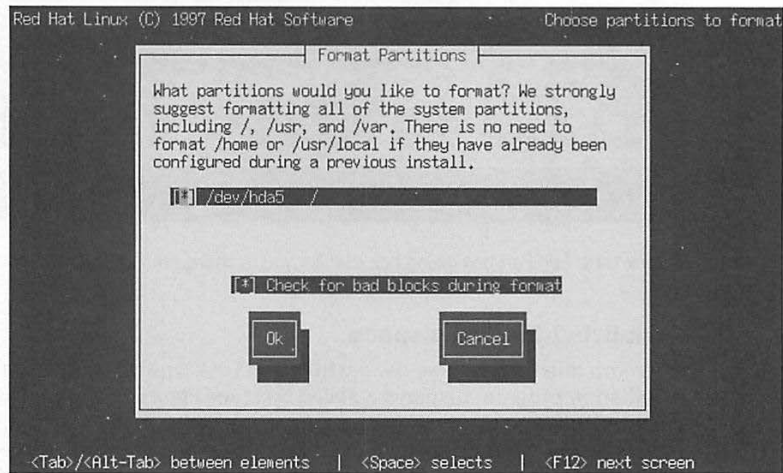 Red Hat Linux (C) 1997 Red Hat Software Choose partitions to format
Format Partitions
What partitions would you like to format? We strongly
suggest formatting all of the system partitions,
including /, /usr, and /var. There is no need to
format /home or /usr/local if they have already been
configured during a previous install.
[*] /dev/hda5 /
[*] Check for bad blocks during format
Ok Cancel
<Tab>/<Alt-Tab> between elements | <Space> selects | <F12> next screen